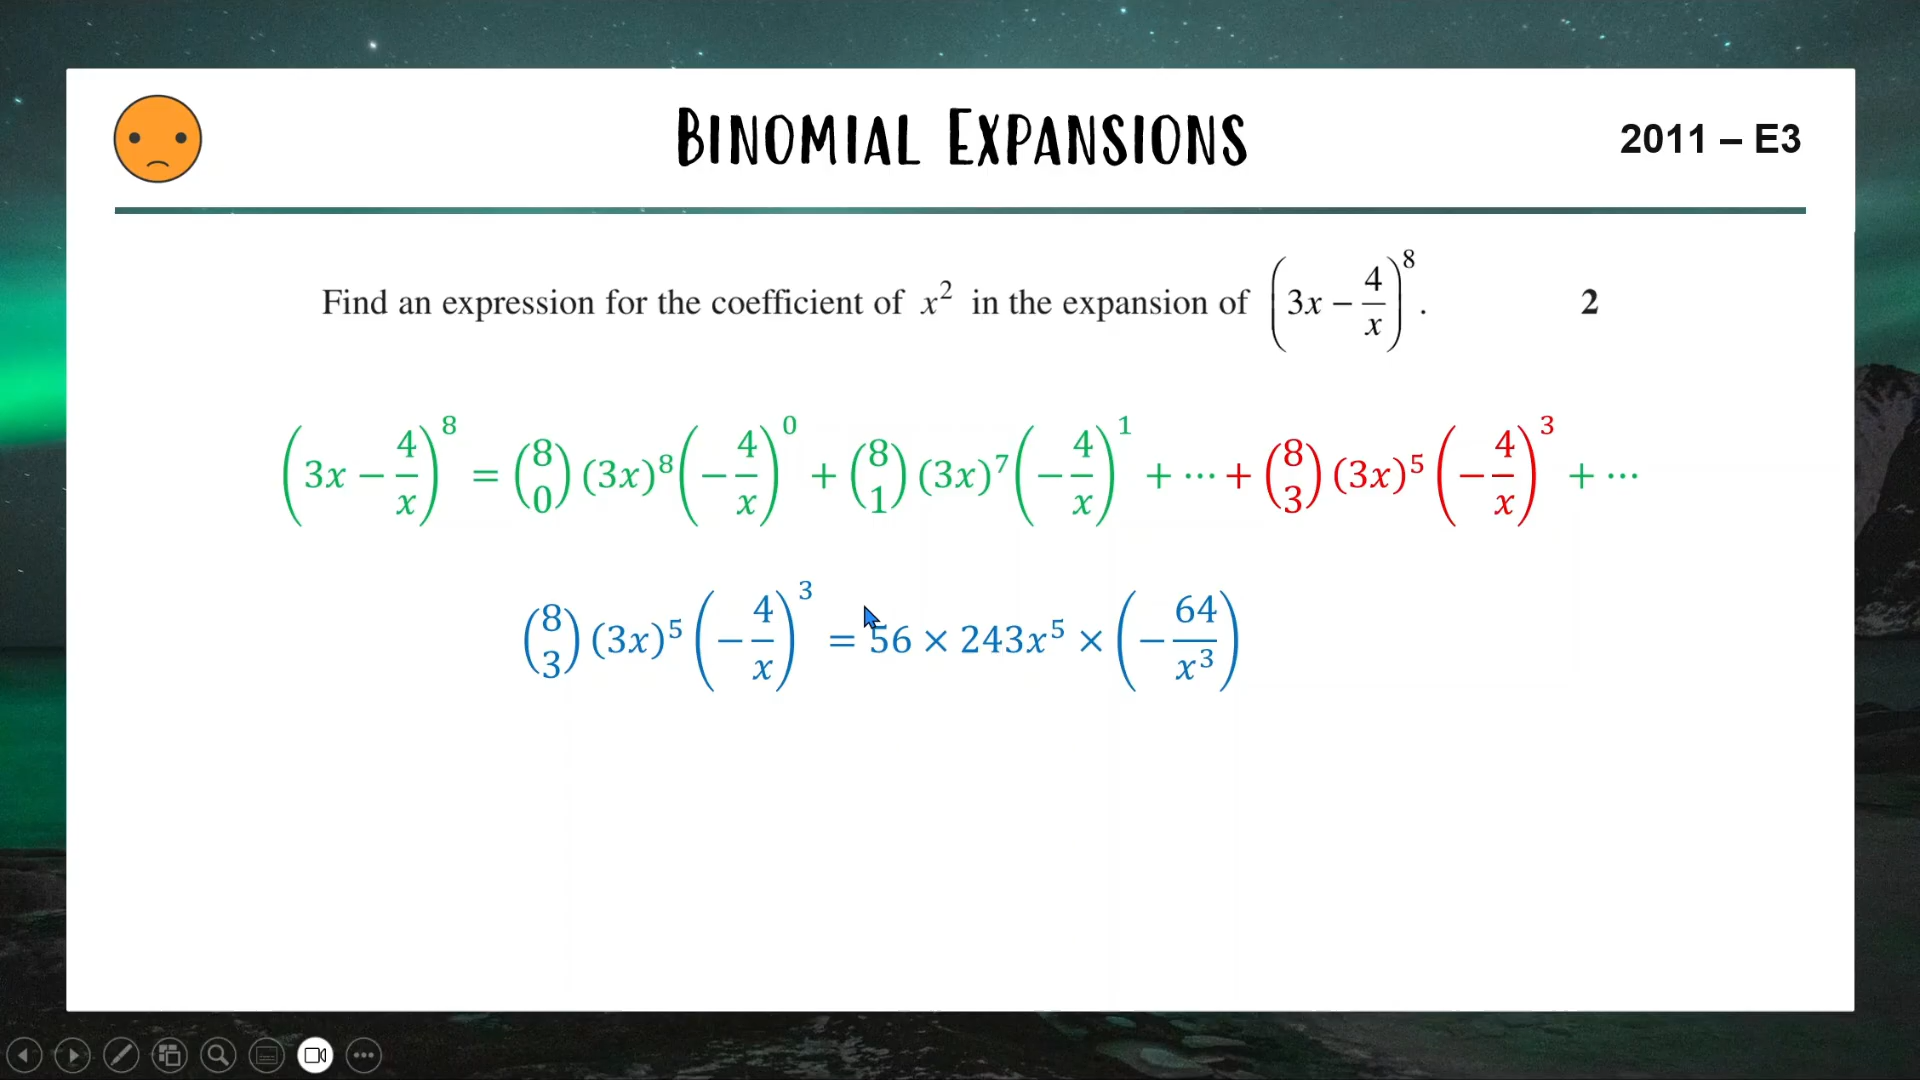 BINOMIAL EXPANSIONS
2011 – E3
Find an expression for the coefficient of x² in the expansion of (3x − 4/x)⁸. 2
(3x − 4/x)⁸ = (8 0)(3x)⁸(−4/x)⁰ + (8 1)(3x)⁷(−4/x)¹ + ⋯ + (8 3)(3x)⁵(−4/x)³ + ⋯
(8 3)(3x)⁵(−4/x)³ = 56 × 243x⁵ × (−64/x³)